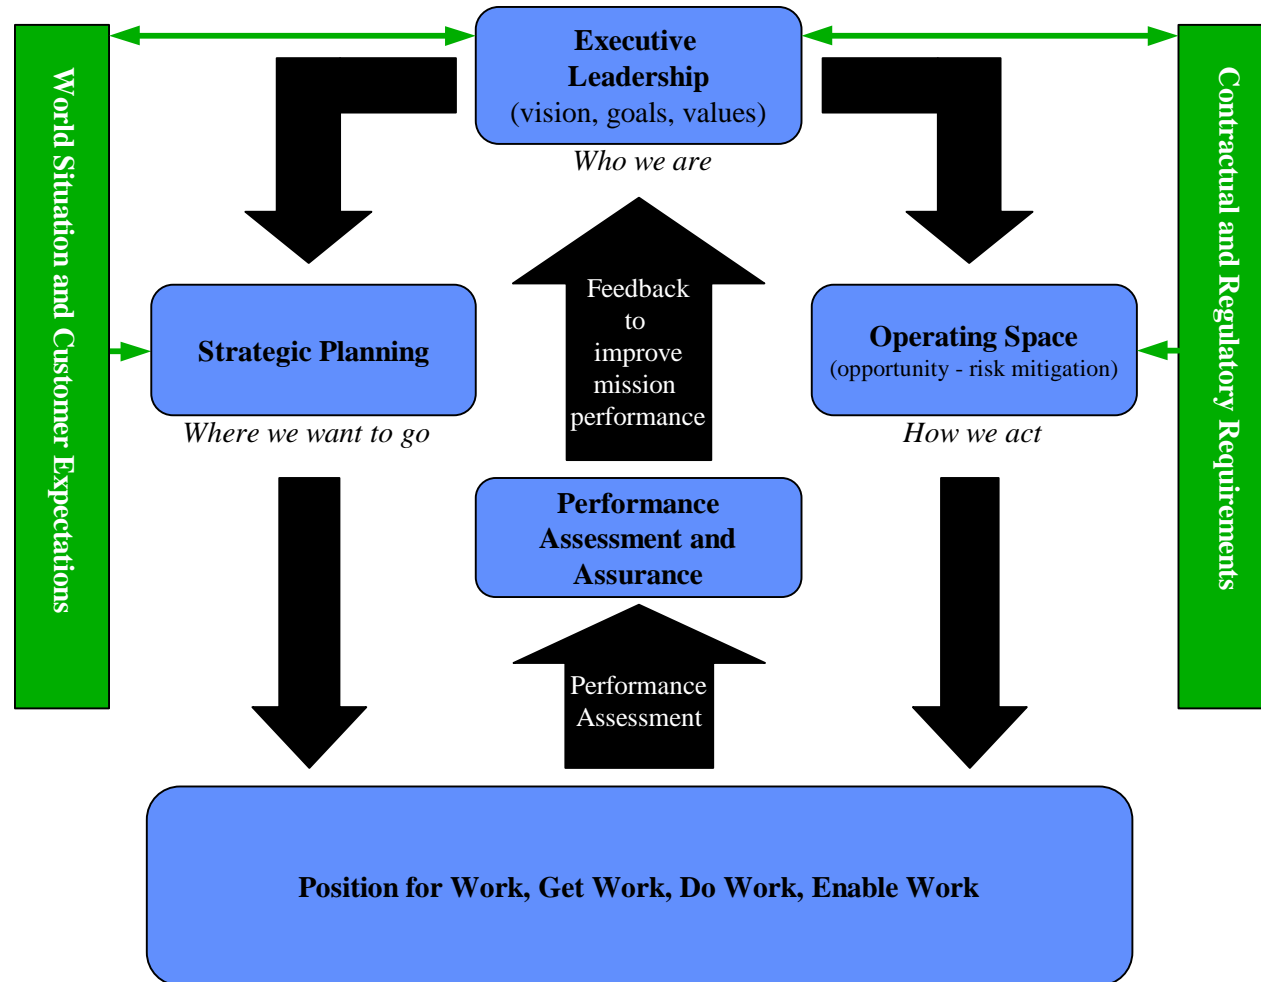 Executive
Leadership
(vision, goals, values)
Who we are
World Situation and Customer Expectations
Contractual and Regulatory Requirements
Strategic Planning
Where we want to go
Feedback
to
improve
mission
performance
Operating Space
(opportunity - risk mitigation)
How we act
Performance
Assessment and
Assurance
Performance
Assessment
Position for Work, Get Work, Do Work, Enable Work